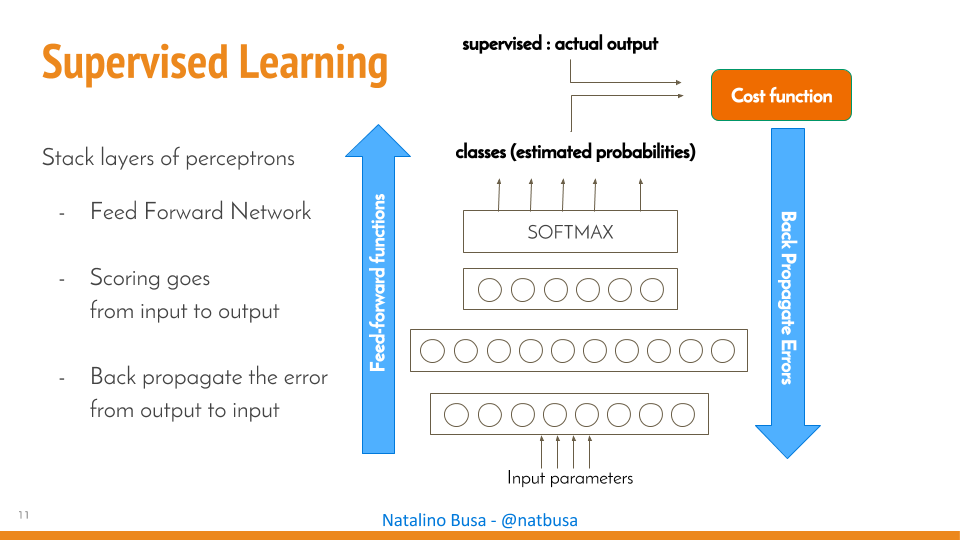 Supervised Learning
Stack layers of perceptrons
- Feed Forward Network
- Scoring goes
from input to output
- Back propagate the error
from output to input
supervised : actual output
Cost function
classes (estimated probabilities)
SOFTMAX
Feed-forward functions
Back Propagate Errors
Input parameters
11
Natalino Busa - @natbusa